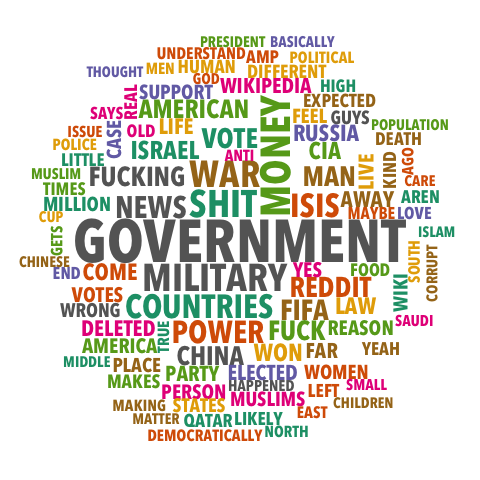 PRESIDENT BASICALLY
UNDERSTAND AMP POLITICAL
THOUGHT MEN HUMAN DIFFERENT
GOD
REAL SUPPORT WIKIPEDIA HIGH
SAYS AMERICAN MONEY EXPECTED
ISSUE OLD LIFE VOTE FEEL GUYS
CASE RUSSIA POPULATION
POLICE ISRAEL ANTI CIA DEATH
LITTLE LIVE KIND AGO
MUSLIM FUCKING WAR MAN CARE
TIMES AREN
MILLION NEWS SHIT ISIS AWAY
CUP MAYBE LOVE
GETS GOVERNMENT ISLAM
CHINESE SOUTH CORRUPT
END COME MILITARY YES FOOD
VOTES REDDIT WIKI
WRONG COUNTRIES FIFA LAW
DELETED TRUE POWER FUCK REASON SAUDI
AMERICA
MIDDLE CHINA WON FAR YEAH
PLACE PARTY ELECTED WOMEN
MAKES HAPPENED SMALL
PERSON MUSLIMS LEFT
MAKING STATES EAST CHILDREN
MATTER QATAR LIKELY
DEMOCRATICALLY NORTH